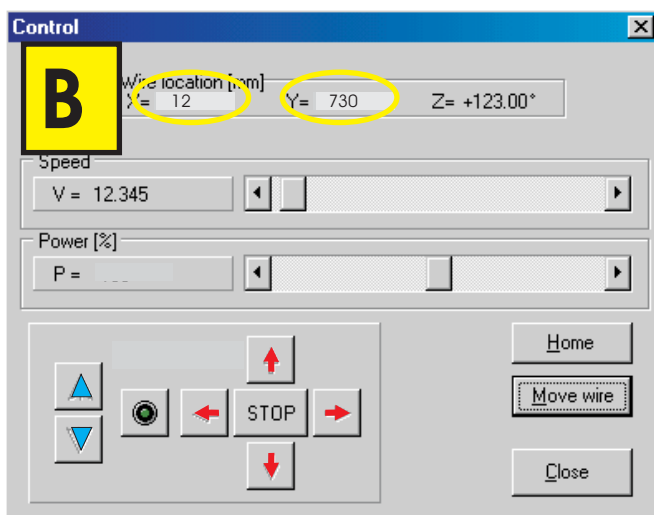 Control
B
Wire location [mm]
X= 12 Y= 730 Z= +123.00°
Speed
V = 12.345
Power [%]
P =
Home
Move wire
STOP
Close